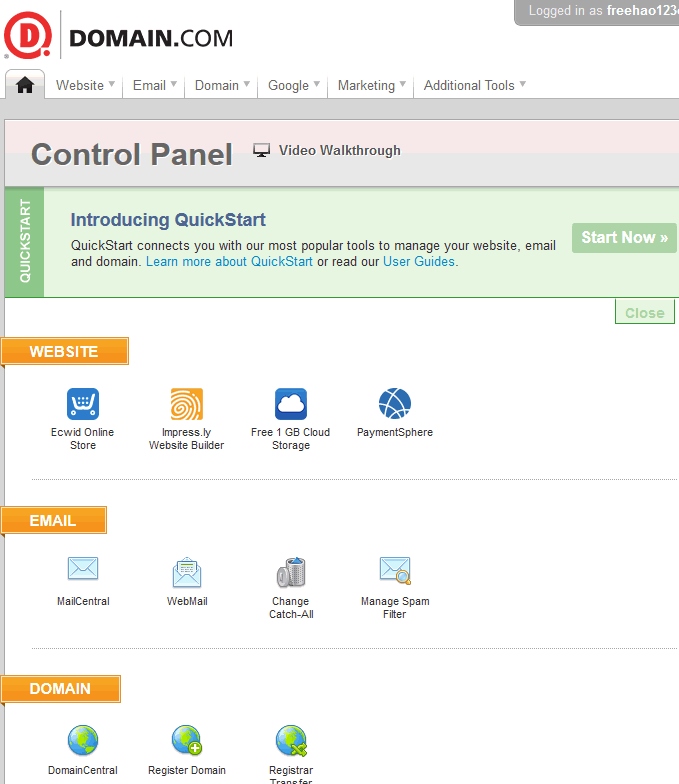 Logged in as freehao123
DOMAIN.COM
Website Email Domain Google Marketing Additional Tools
Control Panel Video Walkthrough
QUICKSTART
Introducing QuickStart
QuickStart connects you with our most popular tools to manage your website, email
and domain. Learn more about QuickStart or read our User Guides.
Start Now »
Close
WEBSITE
Ecwid Online
Store
Impress.ly
Website Builder
Free 1 GB Cloud
Storage
PaymentSphere
EMAIL
MailCentral
WebMail
Change
Catch-All
Manage Spam
Filter
DOMAIN
DomainCentral
Register Domain
Registrar
Transfer